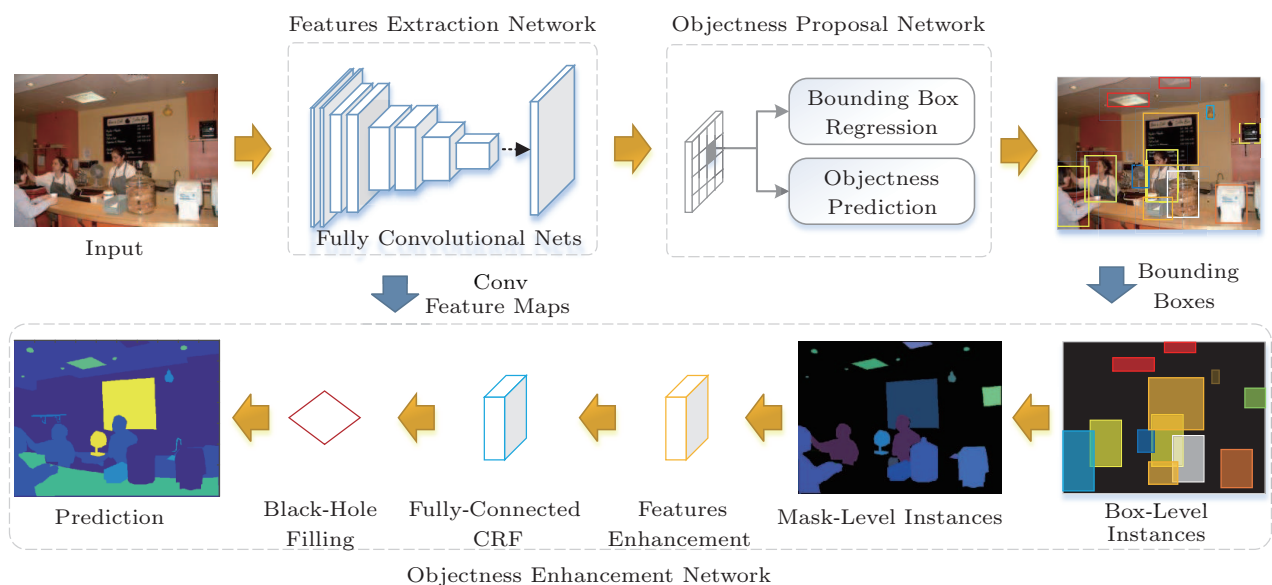 Features Extraction Network
Objectness Proposal Network
Bounding Box
Regression
Objectness
Prediction
Input
Fully Convolutional Nets
Conv
Feature Maps
Bounding
Boxes
Prediction
Black-Hole
Filling
Fully-Connected
CRF
Features
Enhancement
Mask-Level Instances
Box-Level
Instances
Objectness Enhancement Network